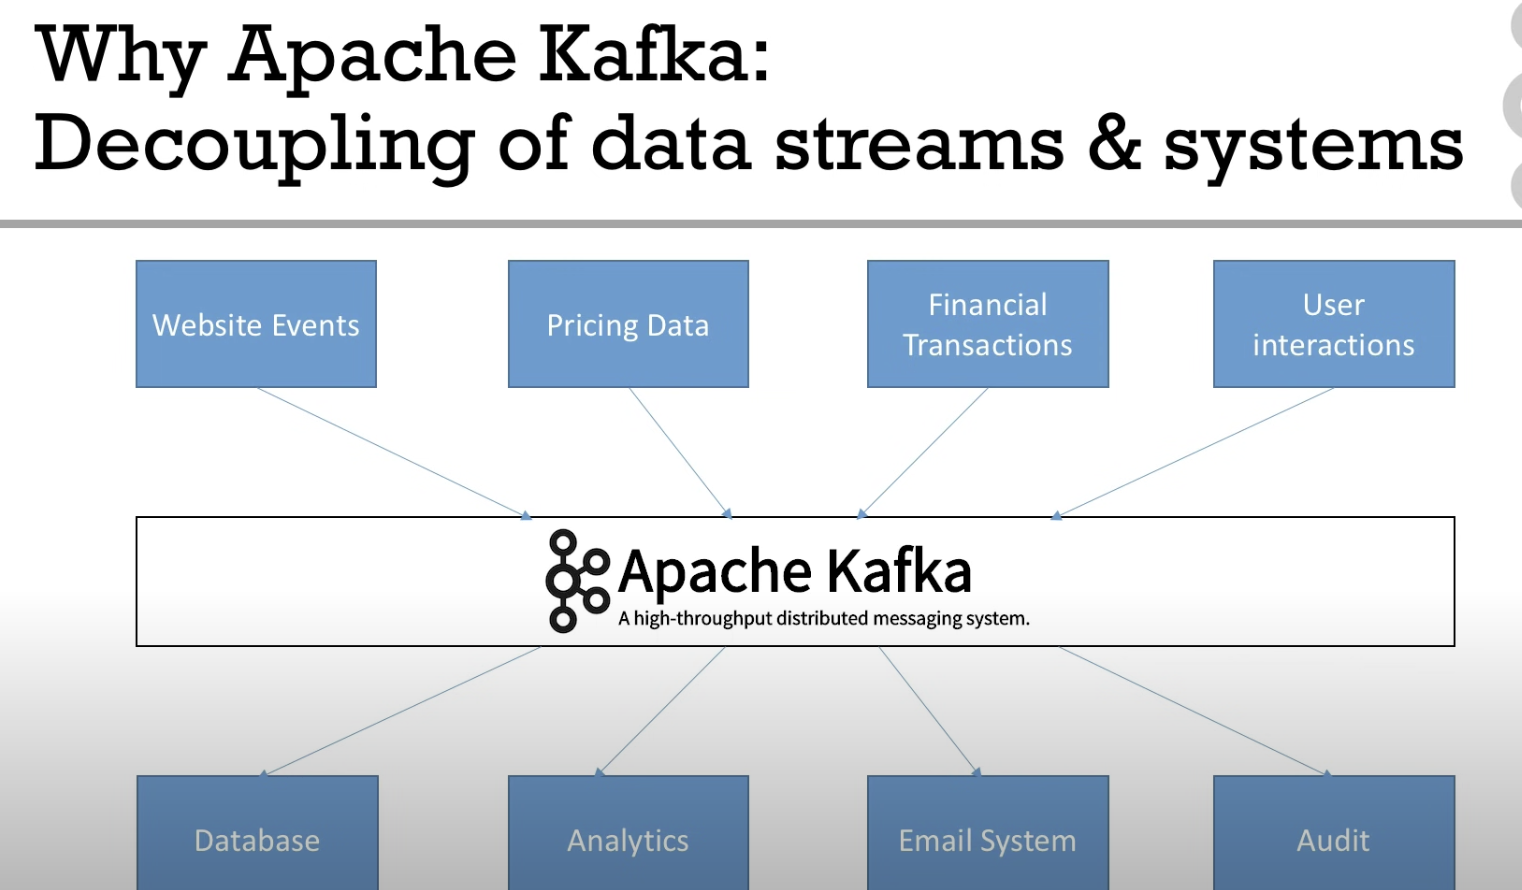 Why Apache Kafka:
Decoupling of data streams & systems
Website Events
Pricing Data
Financial
Transactions
User
interactions
Apache Kafka
A high-throughput distributed messaging system.
Database
Analytics
Email System
Audit